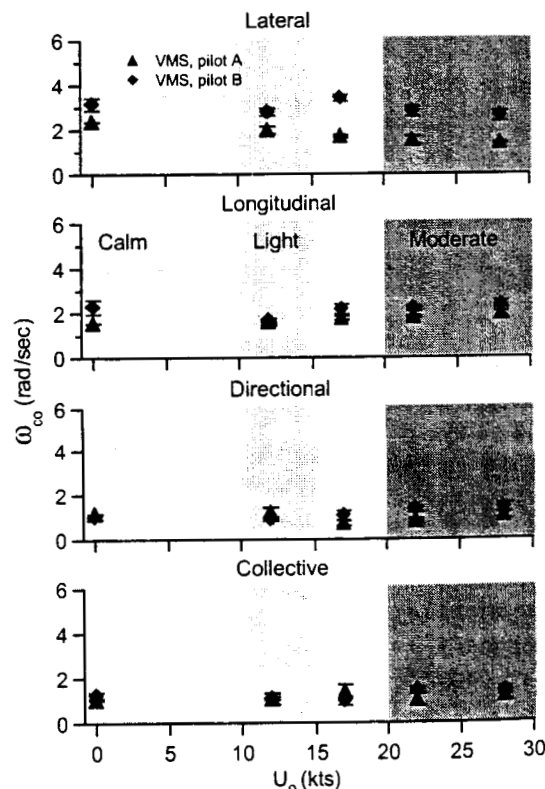 Lateral
6
4
2
0
VMS, pilot A
VMS, pilot B
Longitudinal
6
4
2
0
Calm Light Moderate
Directional
6
4
2
0
Collective
6
4
2
0
0 5 10 15 20 25 30
ω_co (rad/sec)
U_o (kts)